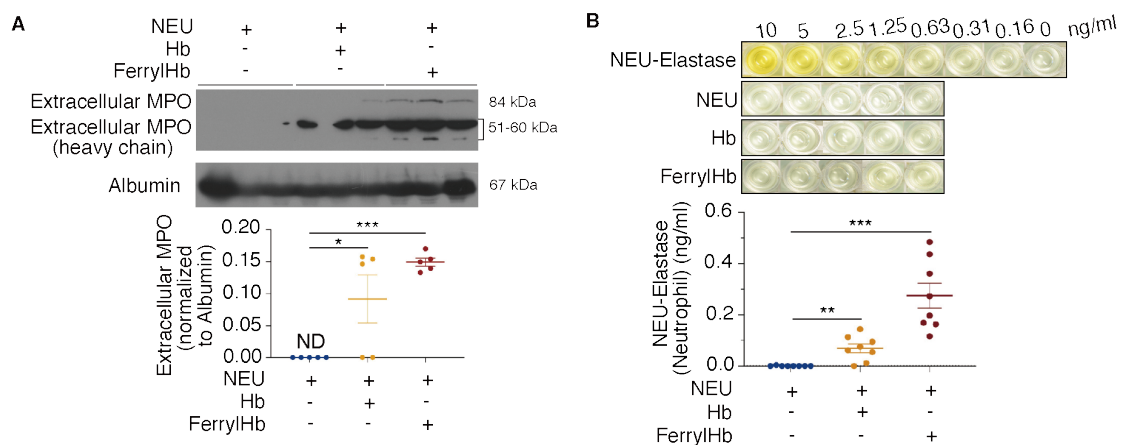 A
NEU + + +
Hb - + -
FerrylHb - - +
Extracellular MPO 84 kDa
Extracellular MPO 51-60 kDa
(heavy chain)
Albumin 67 kDa
Extracellular MPO
(normalized
to Albumin)
0.20
0.15
0.10
0.05
0.00
ND
*
***
NEU + + +
Hb - + -
FerrylHb - - +
B
10 5 2.5 1.25 0.63 0.31 0.16 0 ng/ml
NEU-Elastase
NEU
Hb
FerrylHb
NEU-Elastase
(Neutrophil) (ng/ml)
0.6
0.4
0.2
0.0
**
***
NEU + + +
Hb - + -
FerrylHb - - +